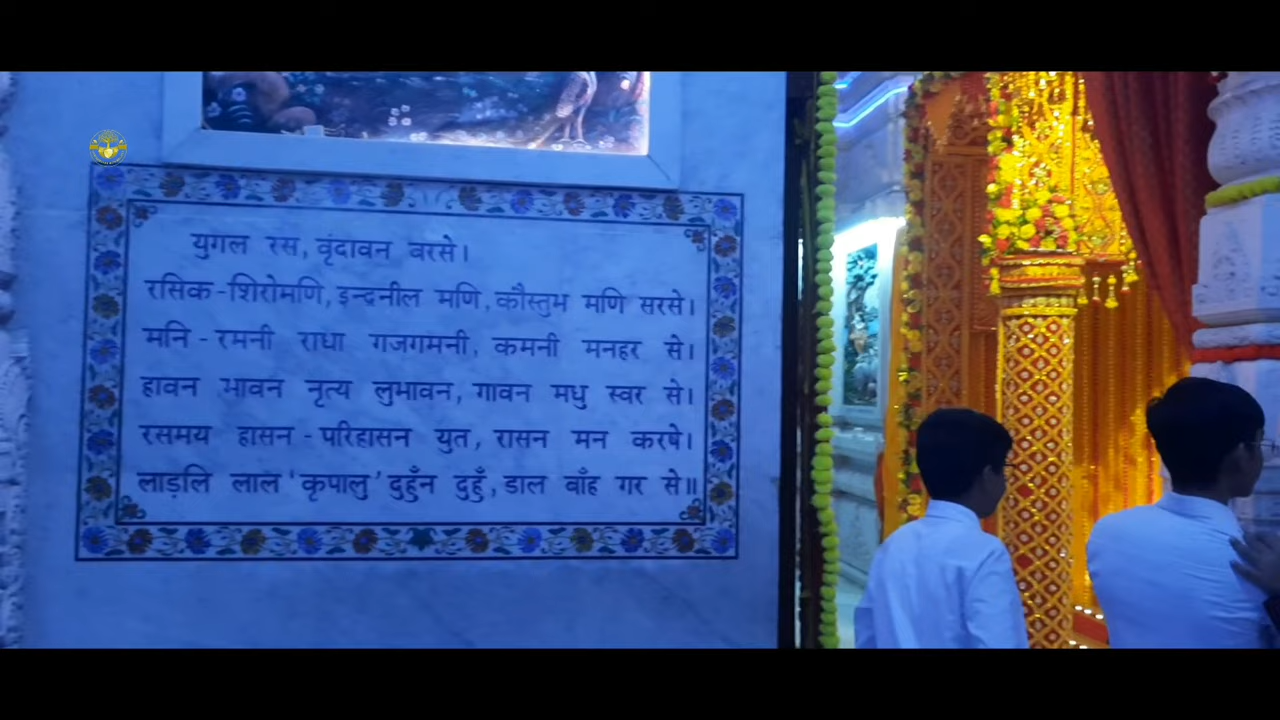 युगल रस, वृंदावन बरसे।
रसिक-शिरोमणि, इन्द्रनील मणि, कौस्तुभ मणि सरसे।
मनि - रमनी राधा गजगमनी, कमनी मनहर से।
हावन भावन नृत्य लुभावन, गावन मधु स्वर से।
रसमय हासन - परिहासन युत, रासन मन करषे।
लाड़लि लाल 'कृपालु' दुहुँन दुहुँ, डाल बाँह गर से॥